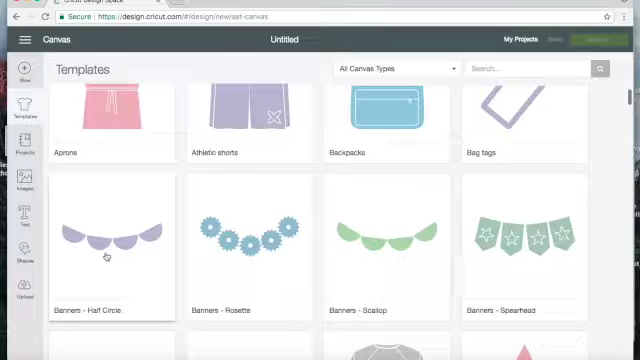 Cricut Design Space
Secure https://design.cricut.com/#/design/new/set-canvas
Canvas
Untitled
My Projects
Save
New
Templates
Projects
Images
Text
Shapes
Upload
Templates
All Canvas Types
Search...
Aprons
Athletic shorts
Backpacks
Bag tags
Banners - Half Circle
Banners - Rosette
Banners - Scallop
Banners - Spearhead